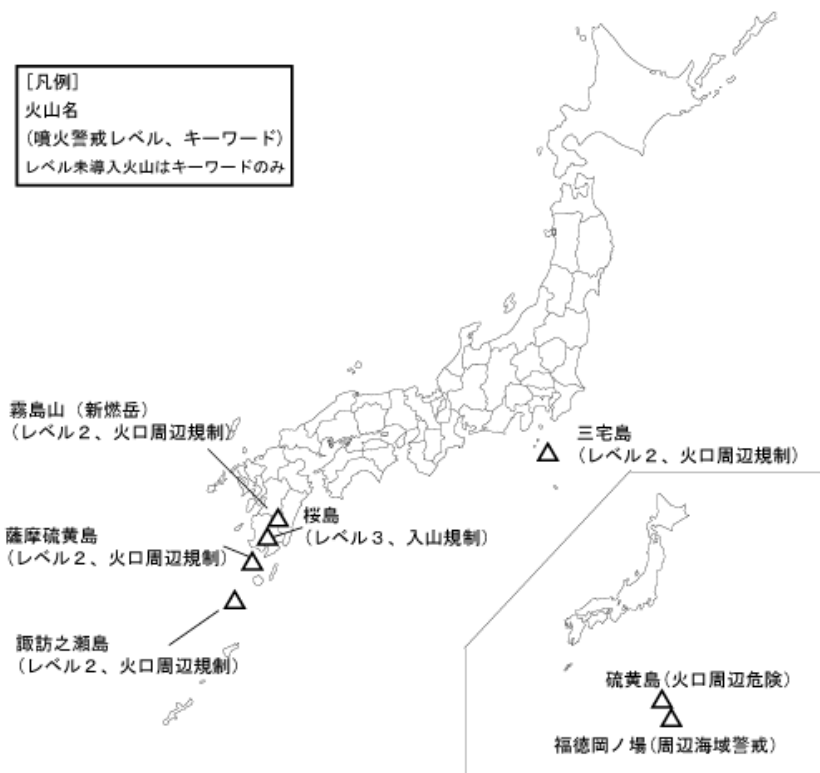 [凡例]
火山名
(噴火警戒レベル、キーワード)
レベル未導入火山はキーワードのみ
霧島山（新燃岳）
(レベル２、火口周辺規制)
三宅島
(レベル２、火口周辺規制)
桜島
(レベル３、入山規制)
薩摩硫黄島
(レベル２、火口周辺規制)
諏訪之瀬島
(レベル２、火口周辺規制)
硫黄島(火口周辺危険)
福徳岡ノ場(周辺海域警戒)